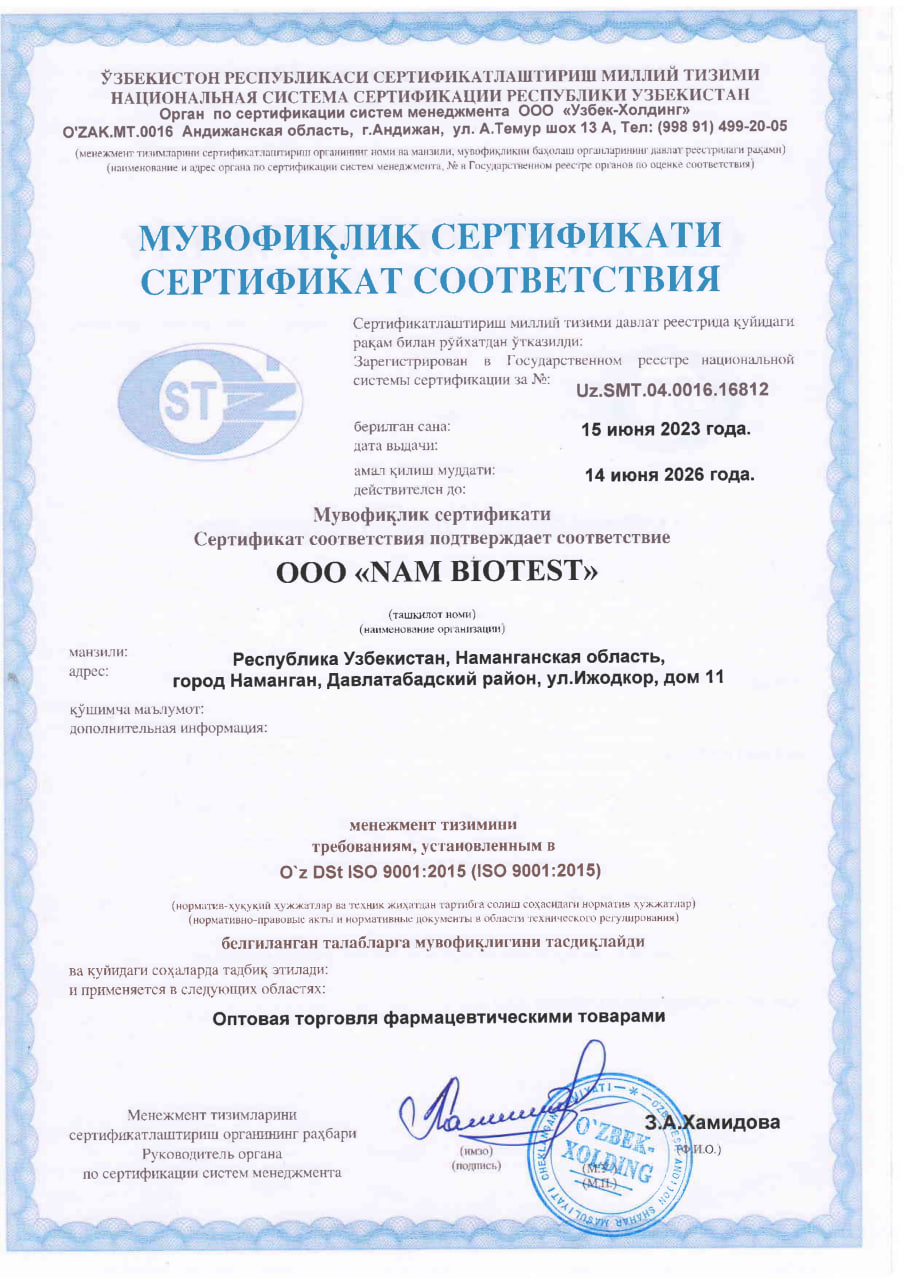 ЎЗБЕКИСТОН РЕСПУБЛИКАСИ СЕРТИФИКАТЛАШТИРИШ МИЛЛИЙ ТИЗИМИ
НАЦИОНАЛЬНАЯ СИСТЕМА СЕРТИФИКАЦИИ РЕСПУБЛИКИ УЗБЕКИСТАН
Орган по сертификации систем менеджмента ООО «Узбек-Холдинг»
O'ZAK.MT.0016 Андижанская область, г.Андижан, ул. А.Темур шох 13 А, Тел: (998 91) 499-20-05
(менежмент тизимларини сертификатлаштириш органининг номи ва манзили, мувофиқликни баҳолаш органларининг давлат реестридаги рақами)
(наименование и адрес органа по сертификации систем менеджмента, № в Государственном реестре органов по оценке соответствия)
МУВОФИҚЛИК СЕРТИФИКАТИ
СЕРТИФИКАТ СООТВЕТСТВИЯ
Сертификатлаштириш миллий тизими давлат реестрида қуйидаги
рақам билан рўйхатдан ўтказилди:
Зарегистрирован в Государственном реестре национальной
системы сертификации за №:
Uz.SMT.04.0016.16812
ST
берилган сана:
15 июня 2023 года.
дата выдачи:
амал қилиш муддати:
14 июня 2026 года.
действителен до:
Мувофиқлик сертификати
Сертификат соответствия подтверждает соответствие
ООО «NAM BİOTEST»
(ташкилот номи)
(наименование организации)
манзили:
адрес:
Республика Узбекистан, Наманганская область,
город Наманган, Давлатабадский район, ул.Ижодкор, дом 11
қўшимча маълумот:
дополнительная информация:
менежмент тизимини
требованиям, установленным в
O`z DSt ISO 9001:2015 (ISO 9001:2015)
(норматив-ҳуқуқий ҳужжатлар ва техник жиҳатдан тартибга солиш соҳасидаги норматив ҳужжатлар)
(нормативно-правовые акты и нормативные документы в области технического регулирования)
белгиланган талабларга мувофиқлигини тасдиқлайди
ва қуйидаги соҳаларда тадбиқ этилади:
и применяется в следующих областях:
Оптовая торговля фармацевтическими товарами
Менежмент тизимларини
сертификатлаштириш органининг раҳбари
Руководитель органа
по сертификации систем менеджмента
(имзо)
(подпись)
O'ZBEK-
XOLDING
(М.П.)
З.А.Хамидова
(Ф.И.О.)